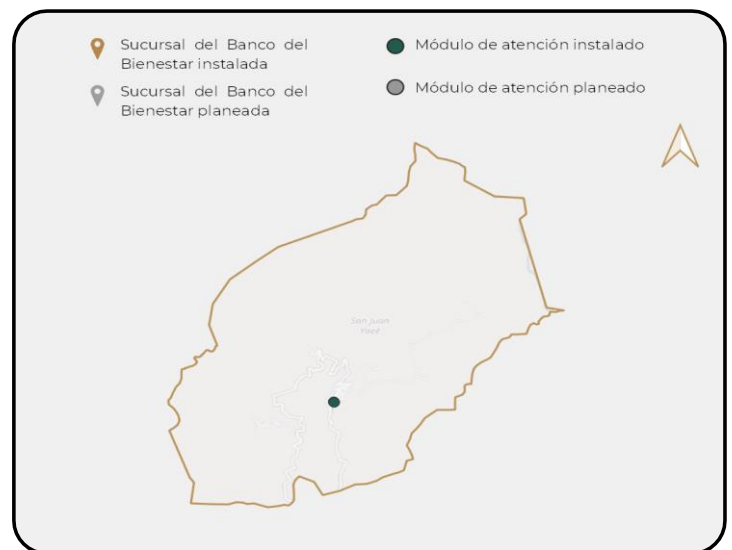 Sucursal del Banco del
Bienestar instalada
Sucursal del Banco del
Bienestar planeada
Módulo de atención instalado
Módulo de atención planeado
San Juan
Yaeé